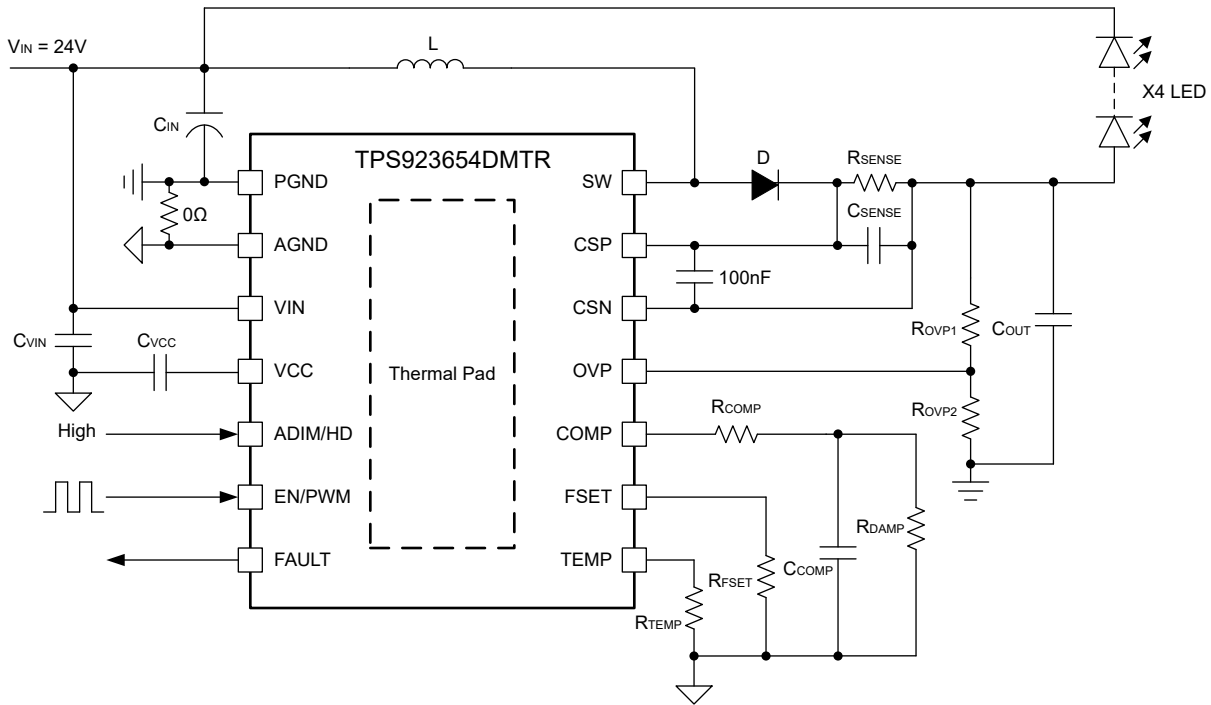 VIN = 24V
L
X4 LED
CIN
TPS923654DMTR
D
RSENSE
PGND
SW
0Ω
CSENSE
AGND
CSP
100nF
VIN
CSN
CVIN
CVCC
ROVP1
COUT
VCC
Thermal Pad
OVP
RCOMP
ROVP2
High
ADIM/HD
COMP
EN/PWM
FSET
RDAMP
FAULT
TEMP
RFSET
CCOMP
RTEMP